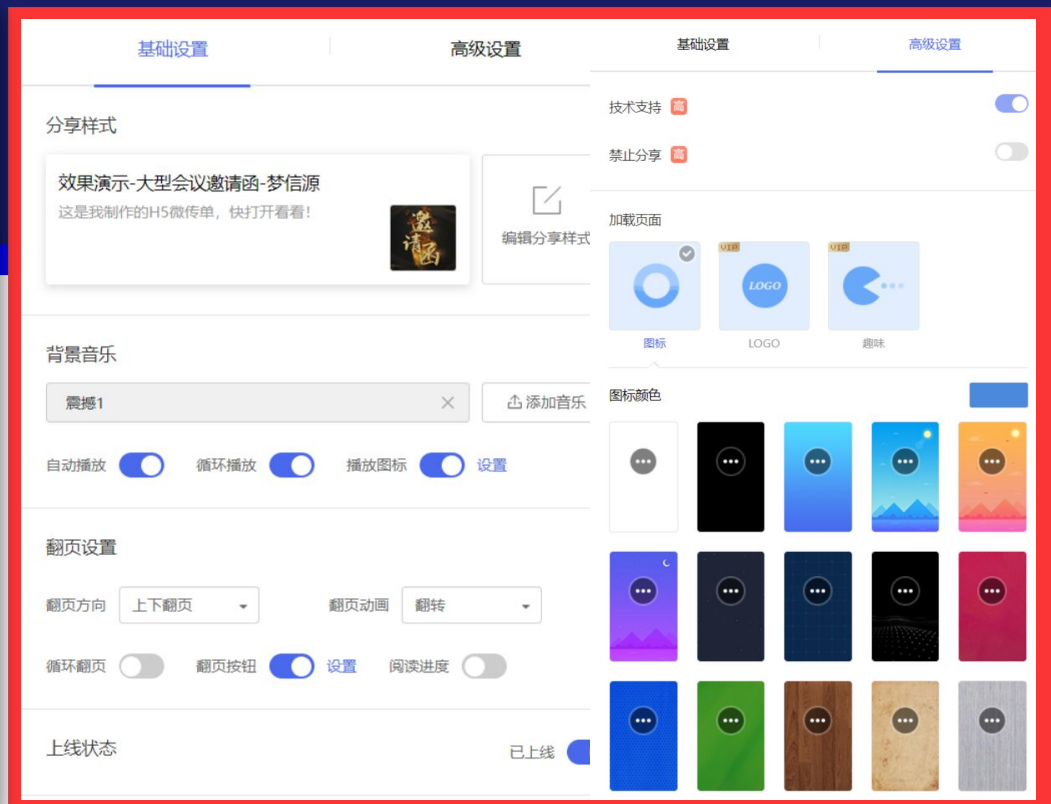 基础设置
高级设置
分享样式
效果演示-大型会议邀请函-梦信源
这是我制作的H5微传单，快打开看看！
邀
请函
编辑分享样式
背景音乐
震撼1
添加音乐
自动播放
循环播放
播放图标
设置
翻页设置
翻页方向
上下翻页
翻页动画
翻转
循环翻页
翻页按钮
设置
阅读进度
上线状态
已上线
基础设置
高级设置
技术支持 高
禁止分享 高
加载页面
VIP
LOGO
VIP
图标
LOGO
趣味
图标颜色